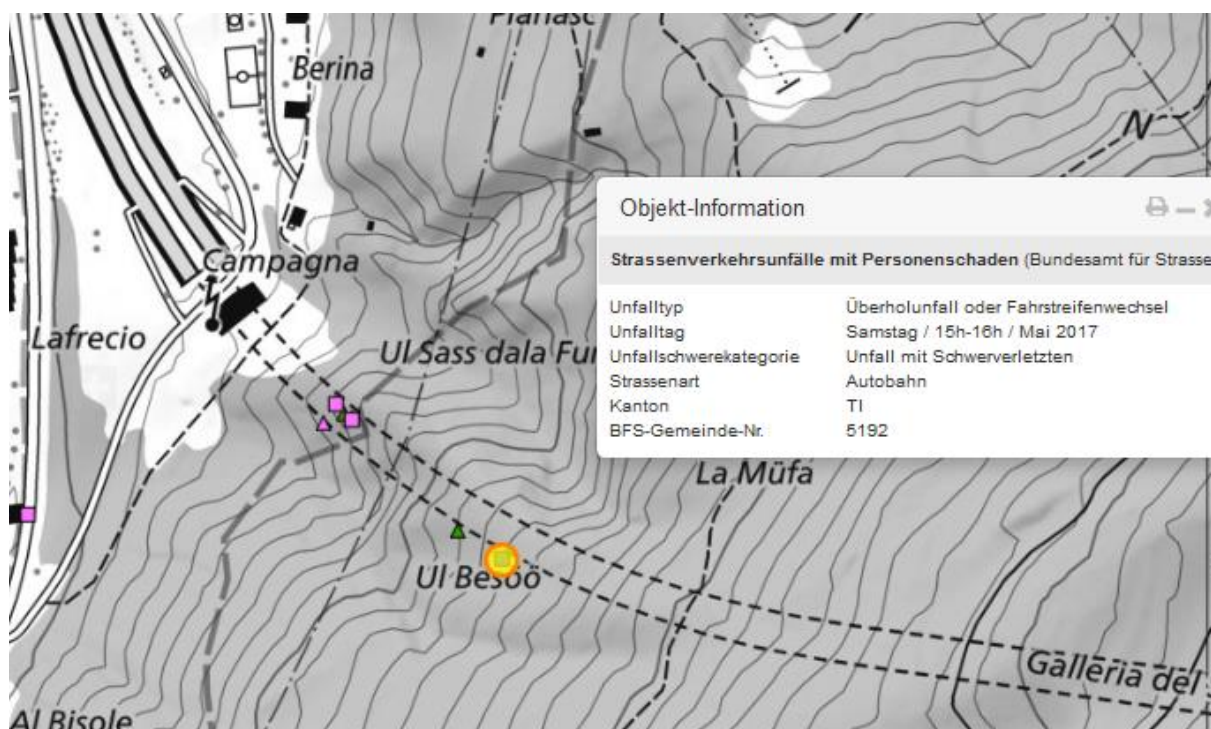 Pianasc
Berina
N
Campagna
Lafrecio
Ul Sass dala Fur
Objekt-Information
Strassenverkehrsunfälle mit Personenschaden (Bundesamt für Strasse
Unfalltyp Überholunfall oder Fahrstreifenwechsel
Unfalltag Samstag / 15h-16h / Mai 2017
Unfallschwerekategorie Unfall mit Schwerverletzten
Strassenart Autobahn
Kanton TI
BFS-Gemeinde-Nr. 5192
La Müfa
Ul Besöö
Galleria del
Al Bisole